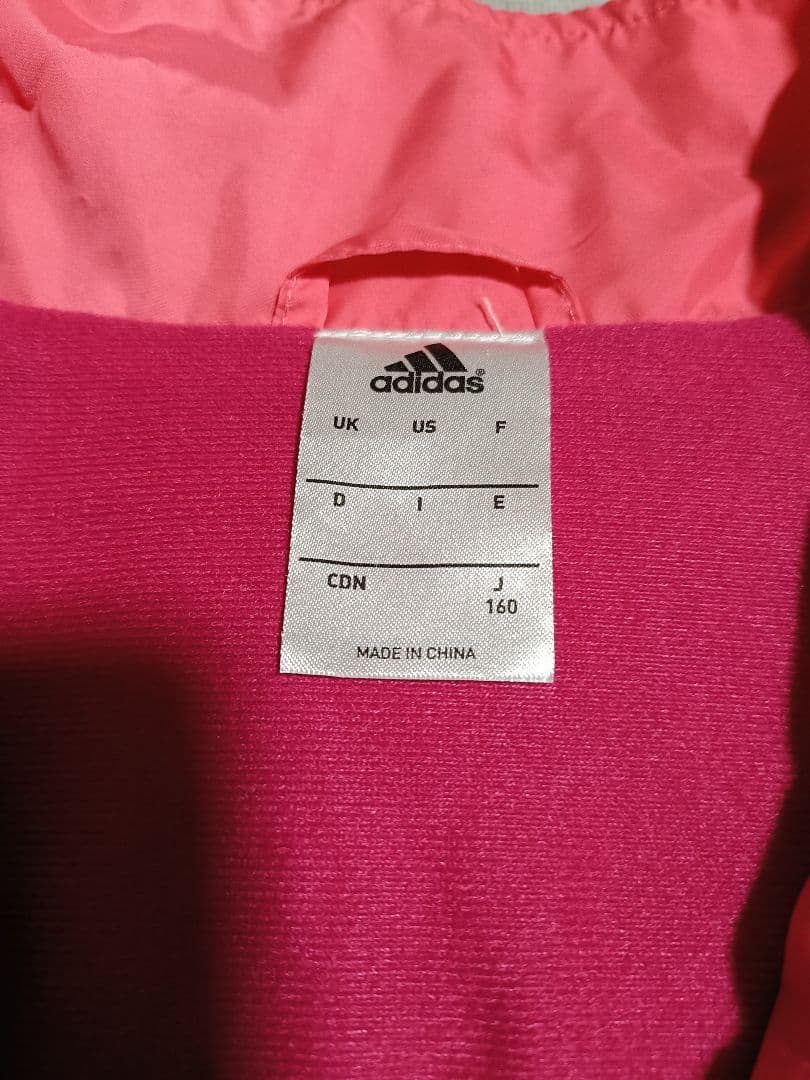 adidas®
UK US F
D I E
CDN J
160
MADE IN CHINA